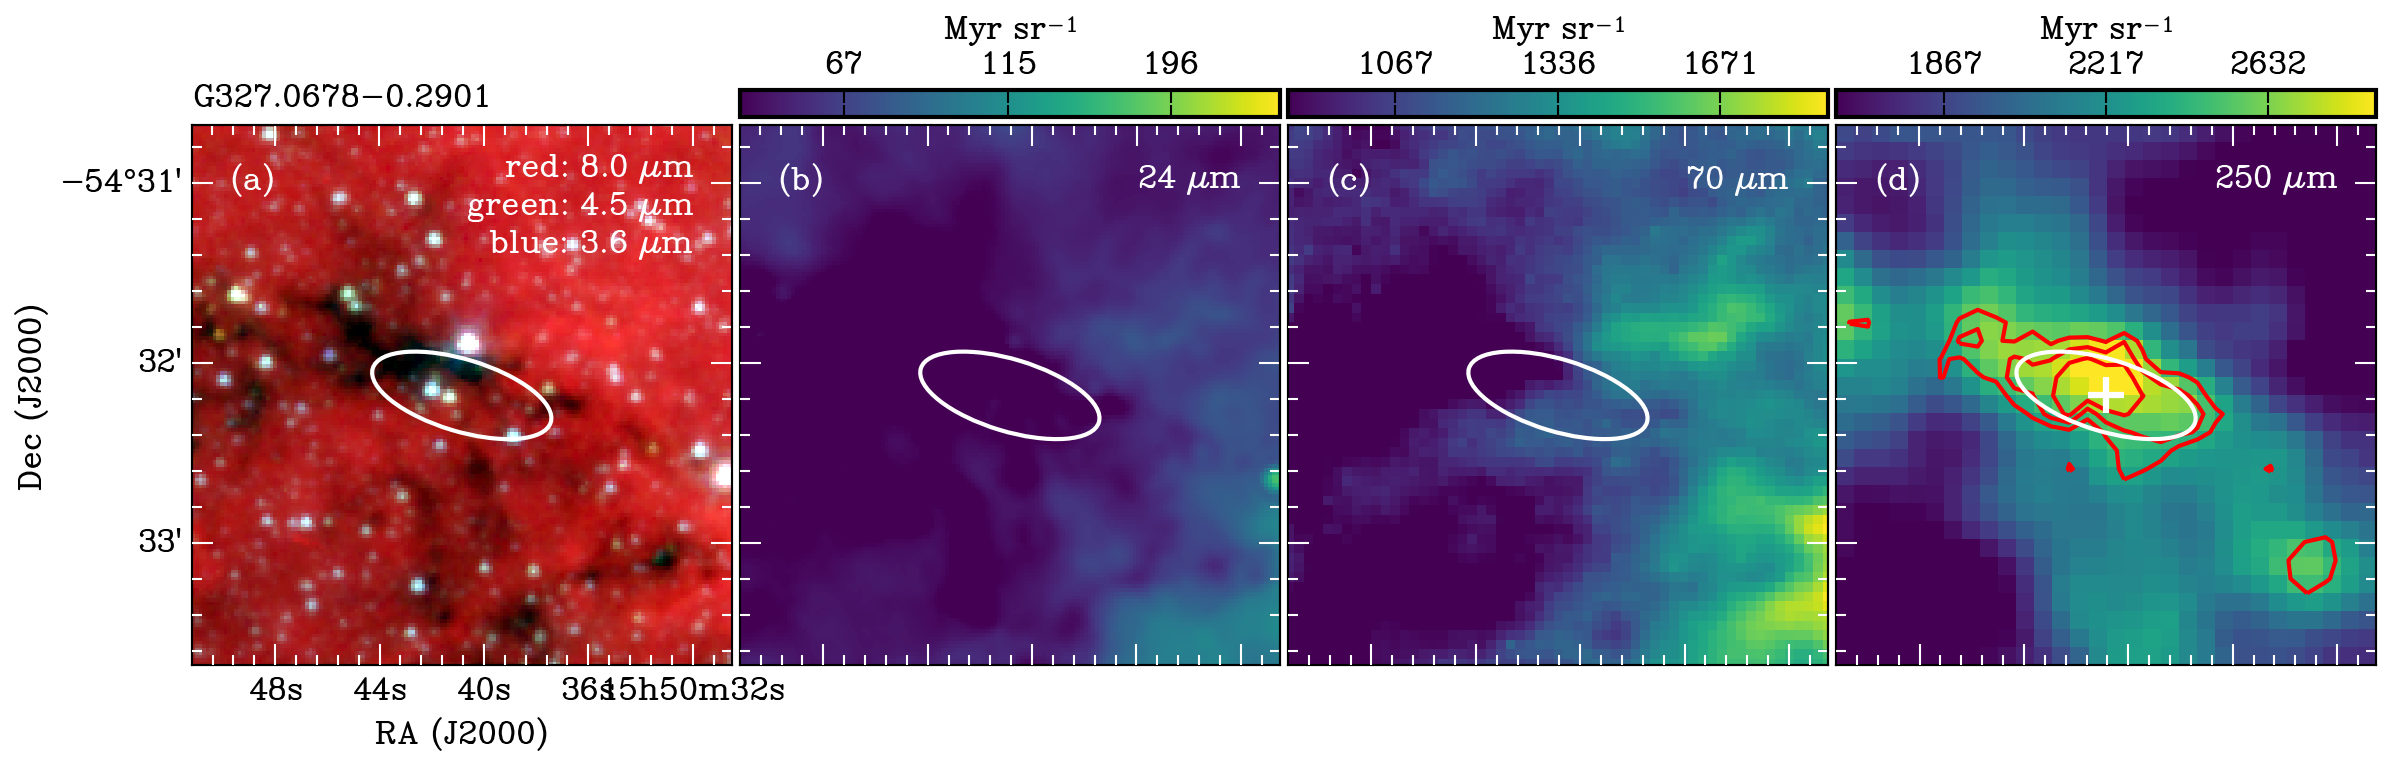 Myr sr−1 Myr sr−1 Myr sr−1
67 115 196 1067 1336 1671 1867 2217 2632
G327.0678−0.2901
(a) red: 8.0 μm
green: 4.5 μm
blue: 3.6 μm
(b) 24 μm
(c) 70 μm
(d) 250 μm
−54°31'
32'
33'
Dec (J2000)
48s 44s 40s 36s 15h50m32s
RA (J2000)